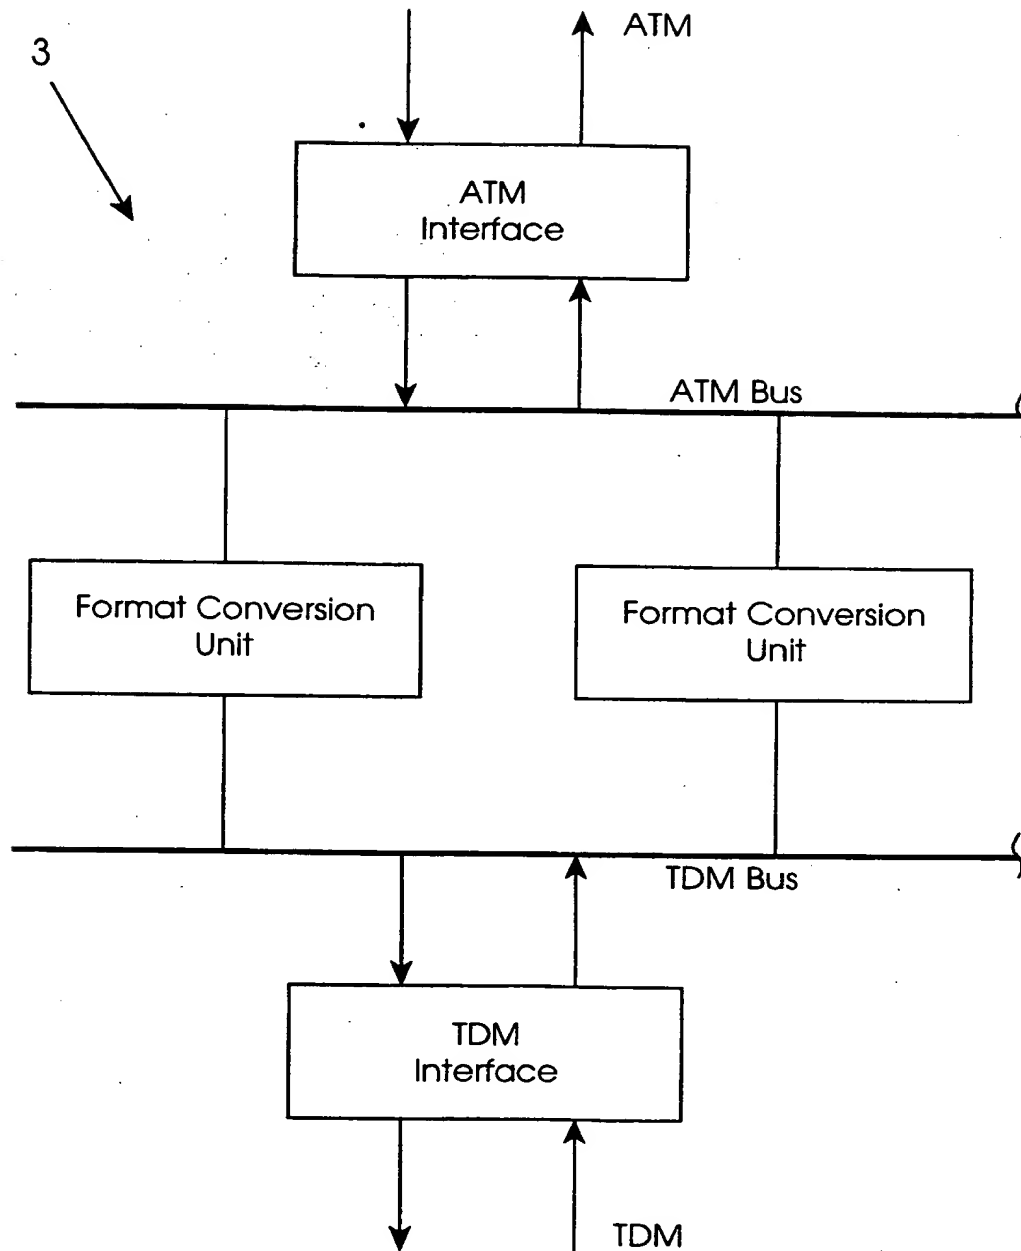 ATM
3
ATM
Interface
ATM Bus
Format Conversion
Unit
Format Conversion
Unit
TDM Bus
TDM
Interface
TDM